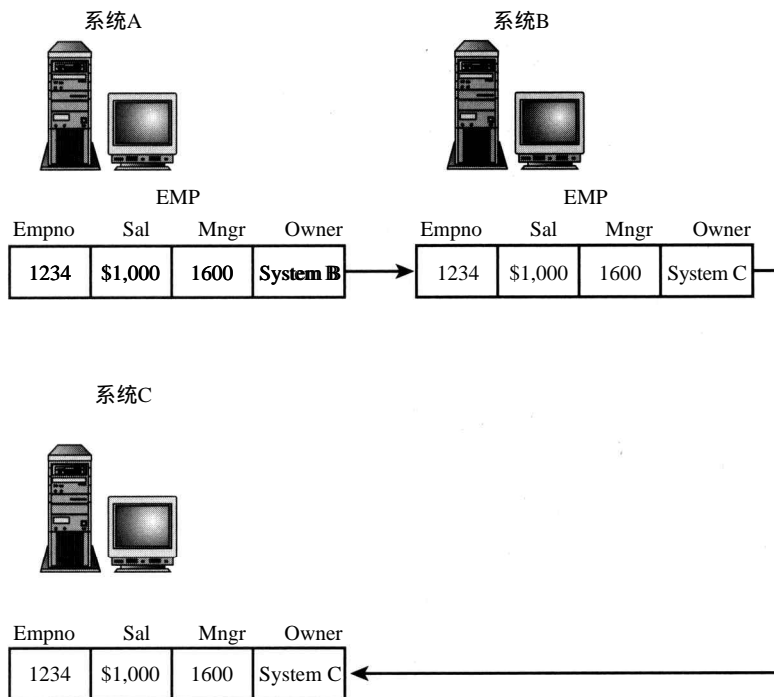 系统A
EMP
Empno Sal Mngr Owner
1234 $1,000 1600 System B
系统B
EMP
Empno Sal Mngr Owner
1234 $1,000 1600 System C
系统C
Empno Sal Mngr Owner
1234 $1,000 1600 System C